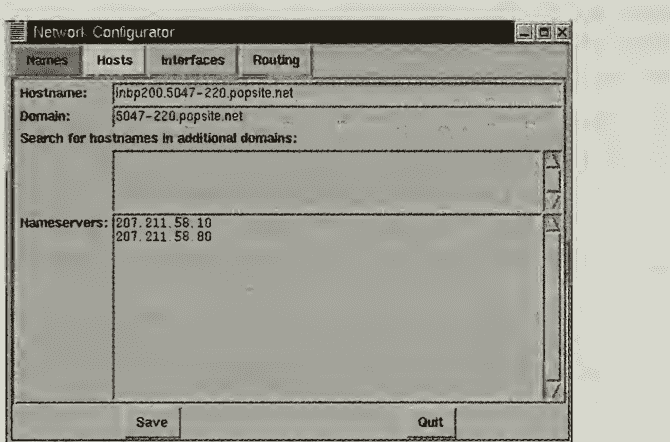 Network Configurator
Names Hosts Interfaces Routing
Hostname: inbp200.5047-220.popsite.net
Domain: 5047-220.popsite.net
Search for hostnames in additional domains:
Nameservers: 207.211.58.10
207.211.58.80
Save Quit